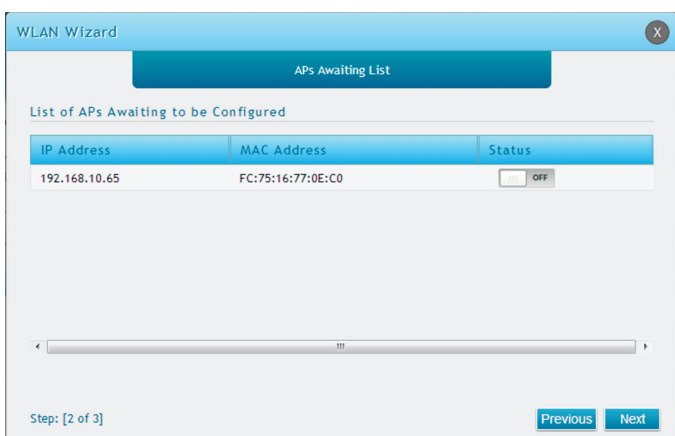 WLAN Wizard
X
APs Awaiting List
List of APs Awaiting to be Configured
IP Address MAC Address Status
192.168.10.65 FC:75:16:77:0E:C0 OFF
Step: [2 of 3] Previous Next